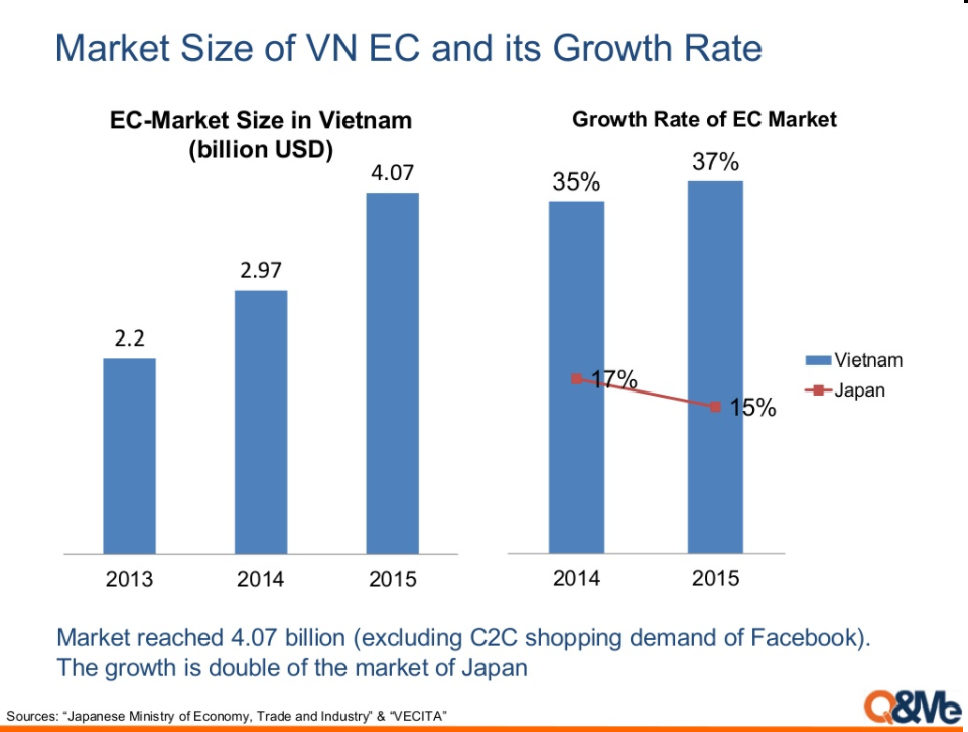 Market Size of VN EC and its Growth Rate
EC-Market Size in Vietnam
(billion USD)
4.07
2.97
2.2
2013
2014
2015
Growth Rate of EC Market
37%
35%
17%
15%
2014
2015
Vietnam
Japan
Market reached 4.07 billion (excluding C2C shopping demand of Facebook).
The growth is double of the market of Japan
Sources: “Japanese Ministry of Economy, Trade and Industry” & “VECITA”
Q&Me